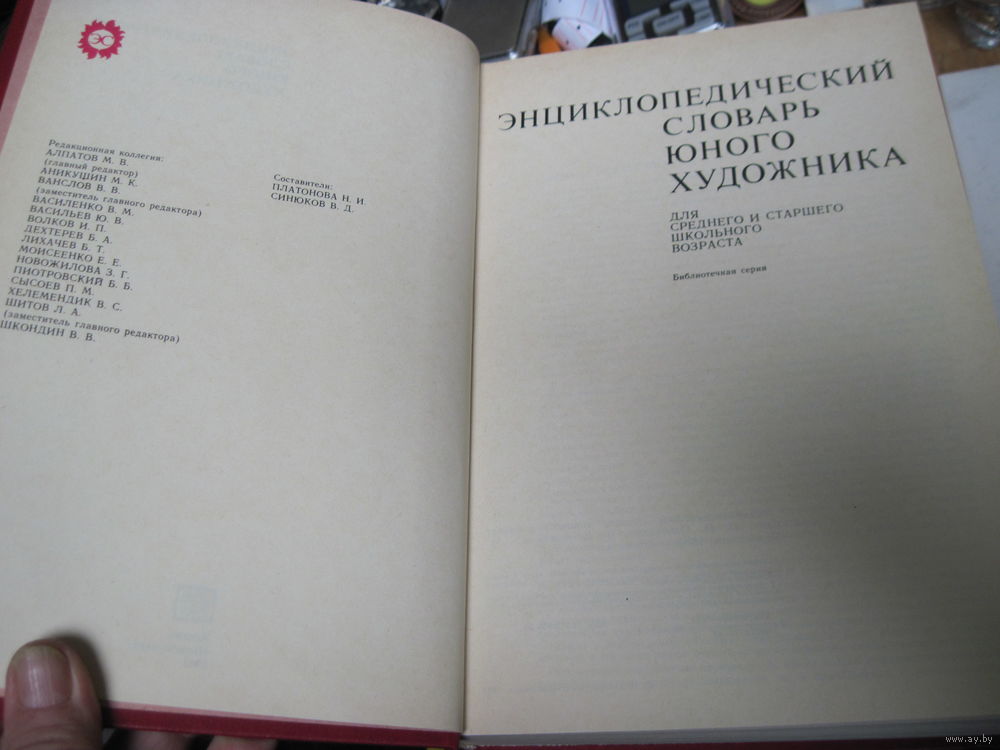 ЭС
Редакционная коллегия:
АЛПАТОВ М. В.
(главный редактор)
АНИКУШИН М. К.
ВАНСЛОВ В. В.
(заместитель главного редактора)
ВАСИЛЕНКО В. М.
ВАСИЛЬЕВ Ю. В.
ВОЛКОВ И. П.
ДЕХТЕРЕВ Б. А.
ЛИХАЧЕВ Б. Т.
МОИСЕЕНКО Е. Е.
НОВОЖИЛОВА З. Г.
ПИОТРОВСКИЙ Б. Б.
СЫСОЕВ П. М.
ХЕЛЕМЕНДИК В. С.
ШИТОВ Л. А.
(заместитель главного редактора)
ШКОНДИН В. В.
Составители:
ПЛАТОНОВА Н. И.
СИНЮКОВ В. Д.
ЭНЦИКЛОПЕДИЧЕСКИЙ
СЛОВАРЬ
ЮНОГО
ХУДОЖНИКА
ДЛЯ
СРЕДНЕГО И СТАРШЕГО
ШКОЛЬНОГО
ВОЗРАСТА
Библиотечная серия
www.ay.by